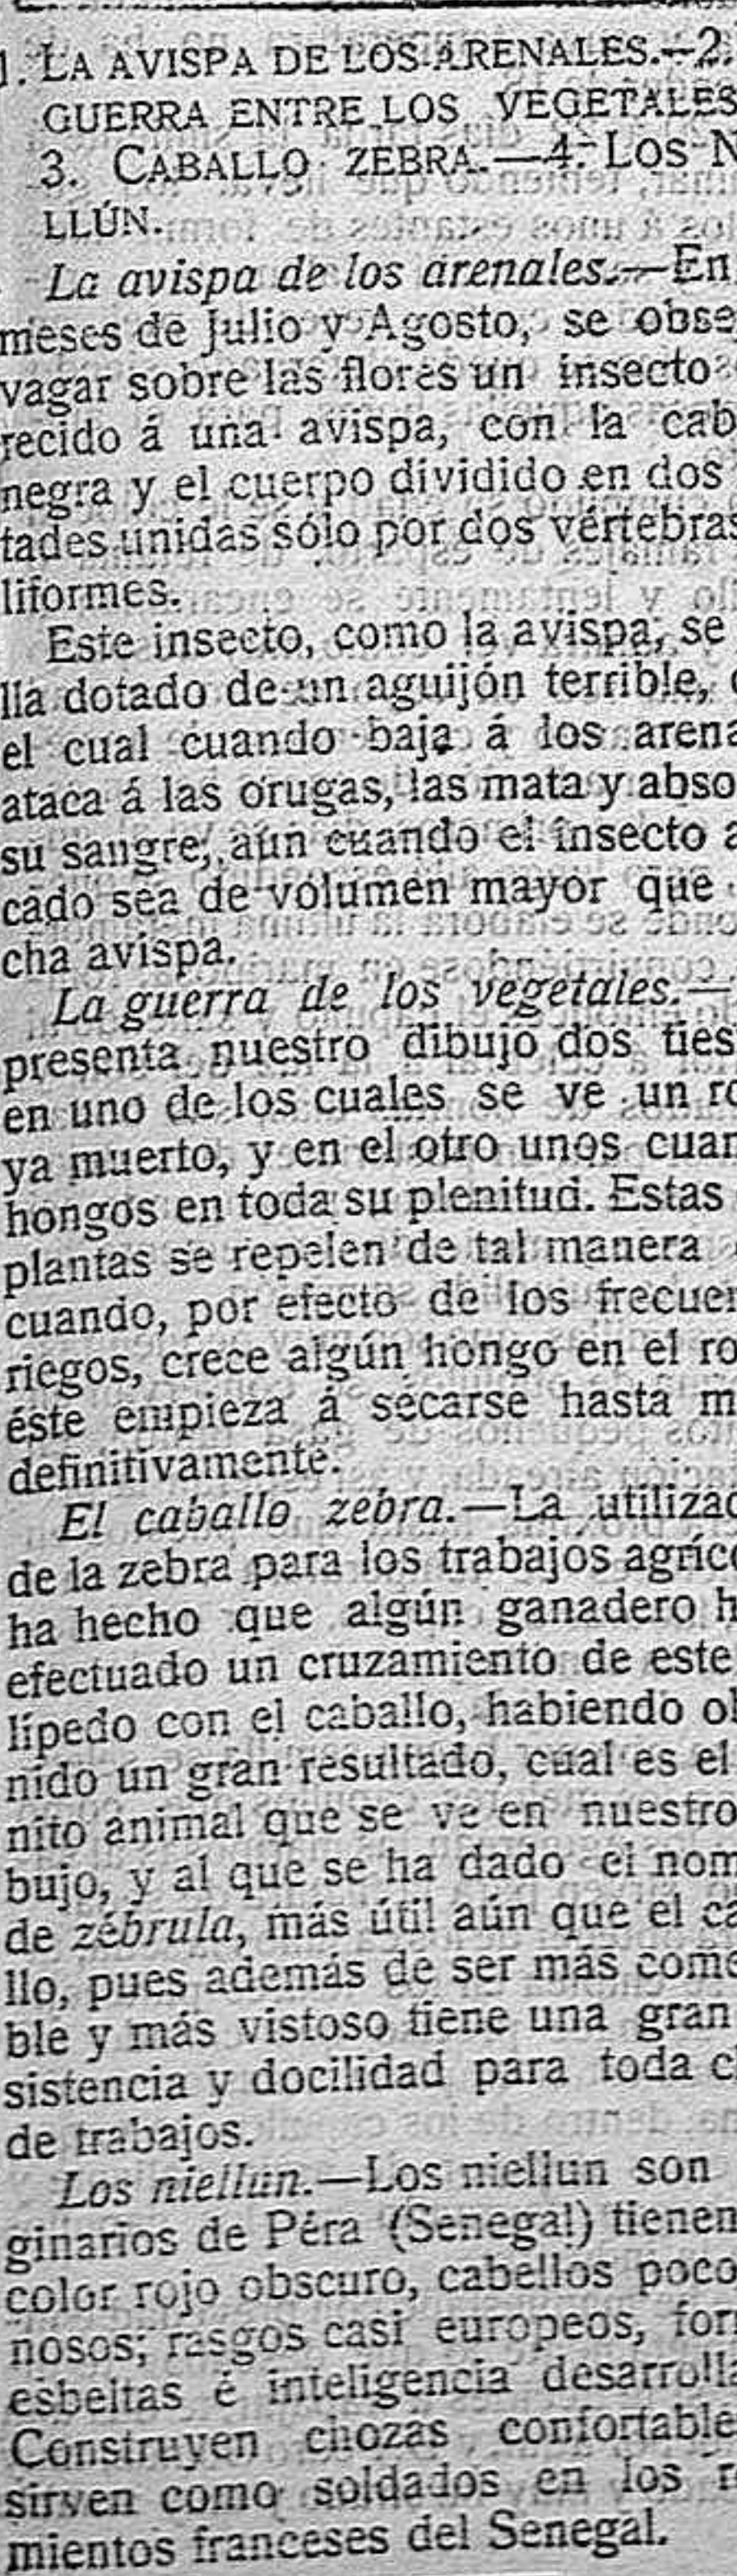 1. LA AVISPA DE LOS ARENALES.—2.
GUERRA ENTRE LOS VEGETALES
3. CABALLO ZEBRA.—4. LOS N
LLÚN.
La avispa de los arenales.—En
meses de Julio y Agosto, se obse
vagar sobre las flores un insecto
recido á una avispa, con la cab
negra y el cuerpo dividido en dos
tades unidas sólo por dos vértebras
liformes.
Este insecto, como la avispa, se
lla dotado de un aguijón terrible,
el cual cuando baja á los arena
ataca á las orugas, las mata y abso
su sangre, aún cuando el insecto a
cado sea de volumen mayor que
cha avispa.
La guerra de los vegetales.—
presenta nuestro dibujo dos ties
en uno de los cuales se ve un ro
ya muerto, y en el otro unos cuan
hongos en toda su plenitud. Estas
plantas se repelen de tal manera
cuando, por efecto de los frecuen
riegos, crece algún hongo en el ro
éste empieza á secarse hasta m
definitivamente.
El caballo zebra.—La utilizac
de la zebra para los trabajos agríco
ha hecho que algún ganadero h
efectuado un cruzamiento de este
lípedo con el caballo, habiendo ob
nido un gran resultado, cual es el
nito animal que se ve en nuestro
bujo, y al que se ha dado el nom
de zébrula, más útil aún que el ca
llo, pues además de ser más come
ble y más vistoso tiene una gran
sistencia y docilidad para toda cl
de trabajos.
Los niellun.—Los niellun son
ginarios de Péra (Senegal) tienen
color rojo obscuro, cabellos poco
nosos; rasgos casi europeos, for
esbeltas é inteligencia desarrolla
Construyen chozas confortable
sirven como soldados en los re
mientos franceses del Senegal.